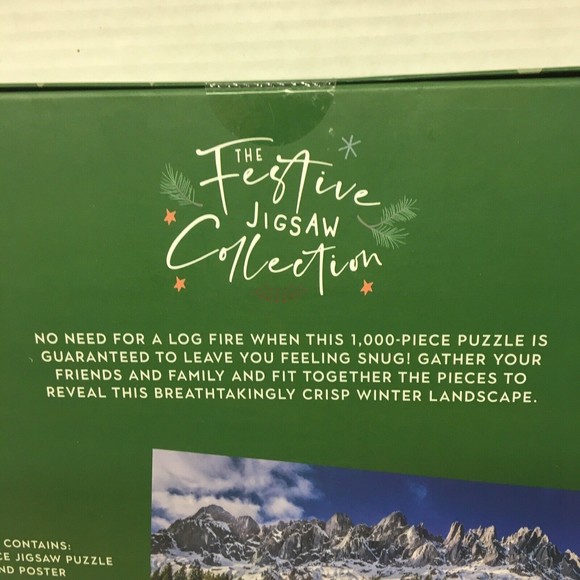 THE
Festive
JIGSAW
Collection
NO NEED FOR A LOG FIRE WHEN THIS 1,000-PIECE PUZZLE IS
GUARANTEED TO LEAVE YOU FEELING SNUG! GATHER YOUR
FRIENDS AND FAMILY AND FIT TOGETHER THE PIECES TO
REVEAL THIS BREATHTAKINGLY CRISP WINTER LANDSCAPE.
CONTAINS:
JIGSAW PUZZLE
POSTER